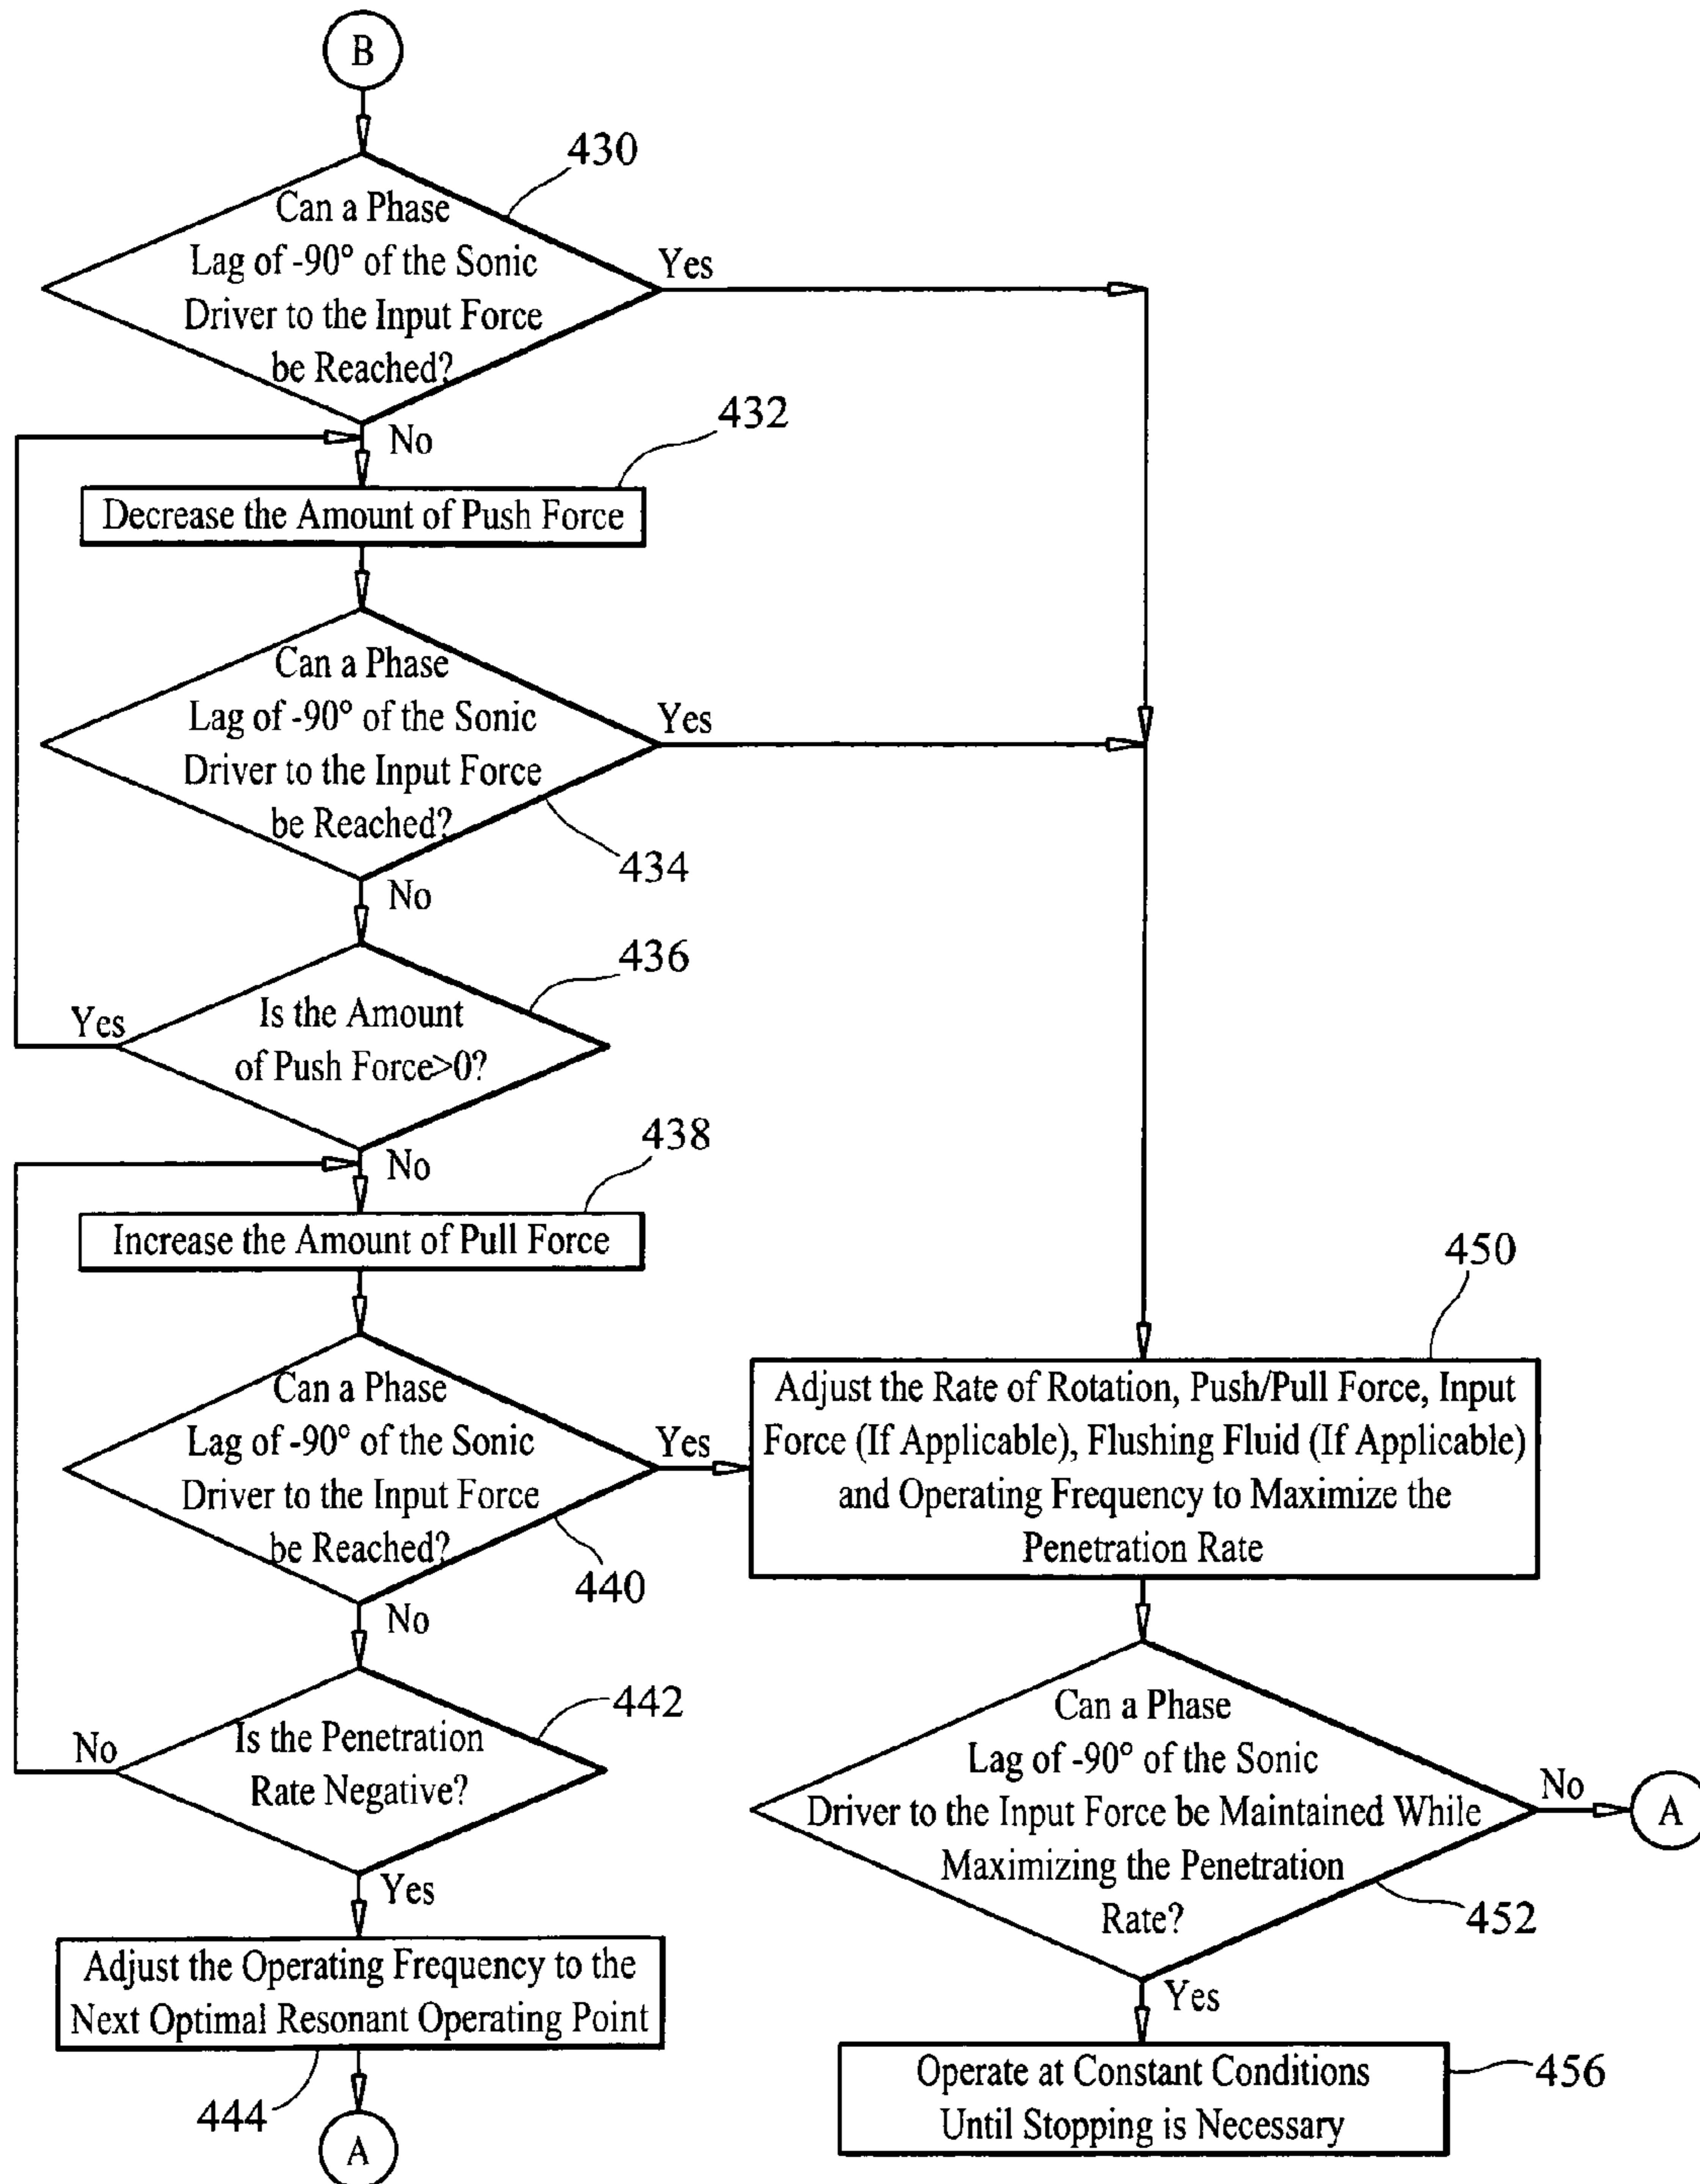 B
430
Can a Phase
Lag of -90° of the Sonic
Driver to the Input Force
be Reached?
Yes
No
432
Decrease the Amount of Push Force
Can a Phase
Lag of -90° of the Sonic
Driver to the Input Force
be Reached?
Yes
434
No
436
Is the Amount
of Push Force>0?
Yes
No
438
Increase the Amount of Pull Force
Can a Phase
Lag of -90° of the Sonic
Driver to the Input Force
be Reached?
Yes
440
No
442
Is the Penetration
Rate Negative?
No
Yes
Adjust the Operating Frequency to the
Next Optimal Resonant Operating Point
444
A
450
Adjust the Rate of Rotation, Push/Pull Force, Input
Force (If Applicable), Flushing Fluid (If Applicable)
and Operating Frequency to Maximize the
Penetration Rate
Can a Phase
Lag of -90° of the Sonic
Driver to the Input Force be Maintained While
Maximizing the Penetration
Rate?
No
A
452
Yes
Operate at Constant Conditions
Until Stopping is Necessary
456